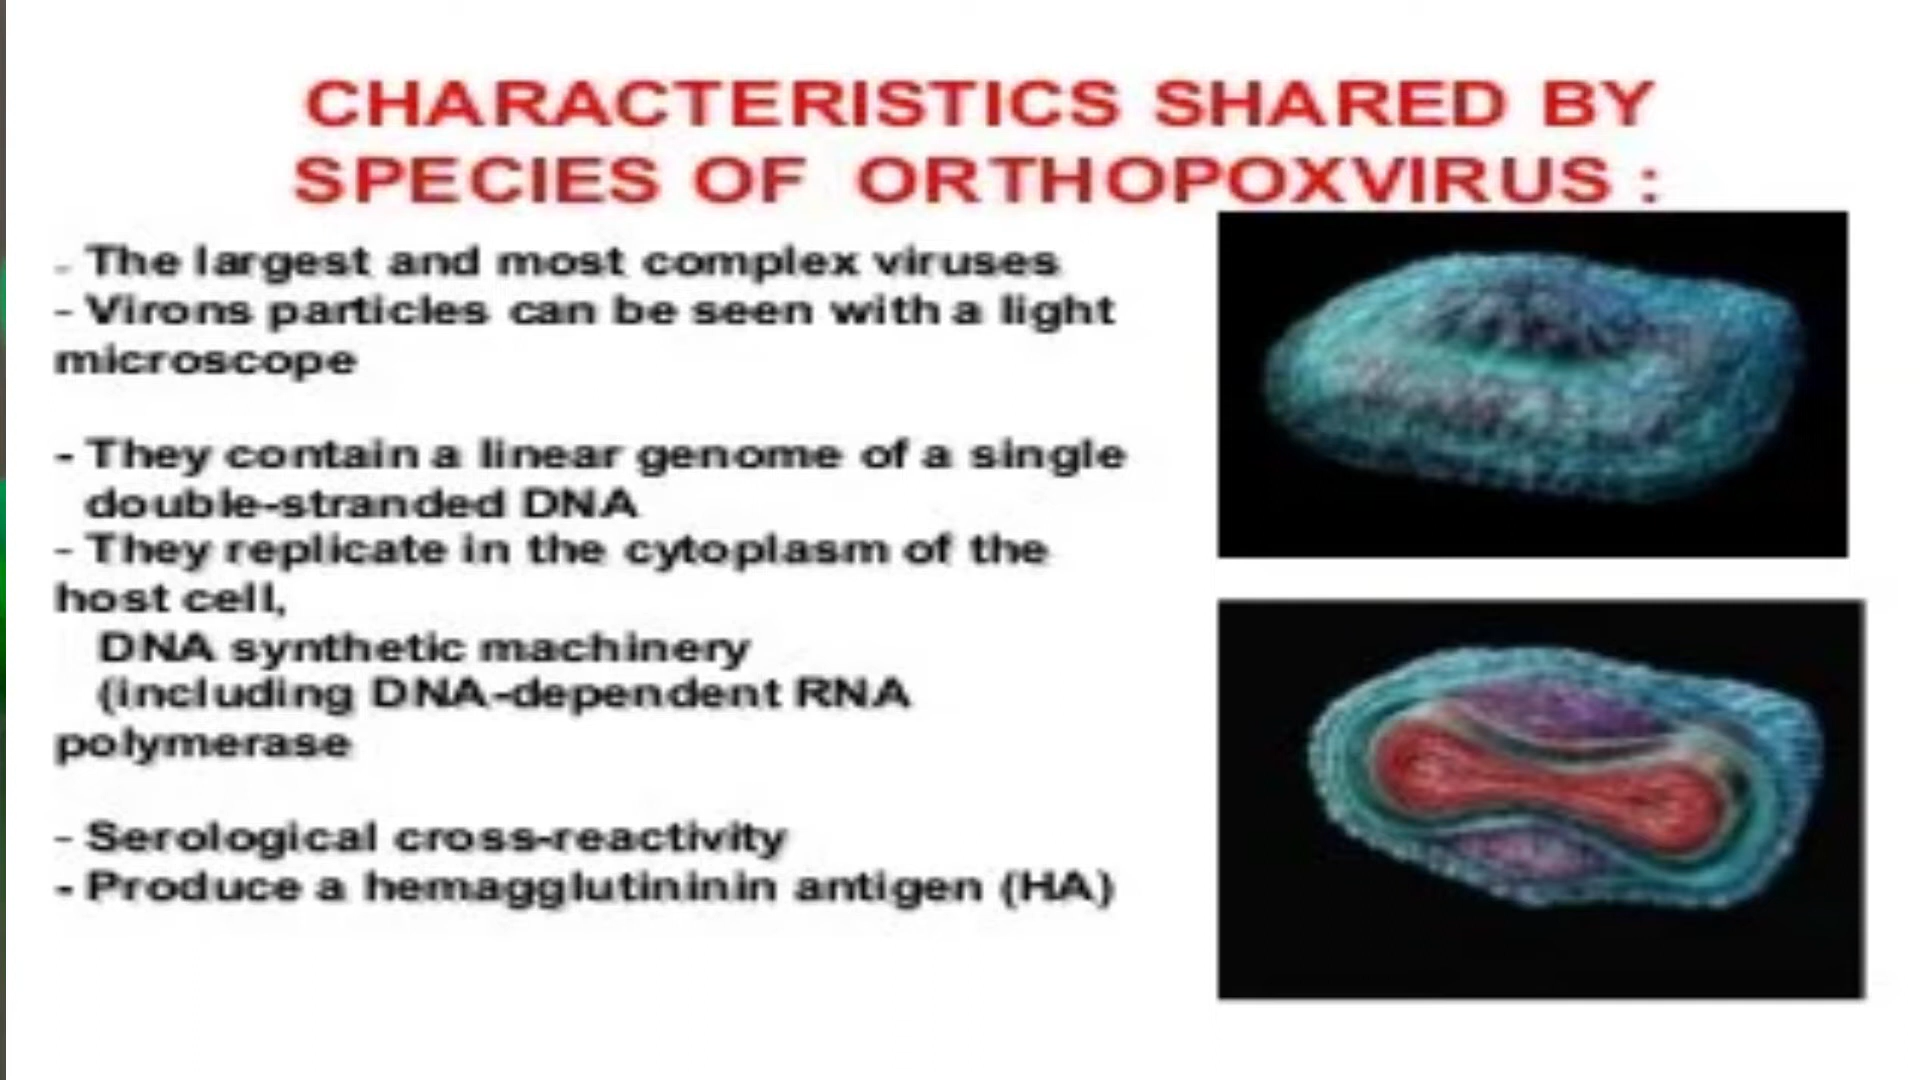 CHARACTERISTICS SHARED BY
SPECIES OF ORTHOPOXVIRUS :
- The largest and most complex viruses
- Virons particles can be seen with a light
microscope
- They contain a linear genome of a single
double-stranded DNA
- They replicate in the cytoplasm of the
host cell,
DNA synthetic machinery
(including DNA-dependent RNA
polymerase
- Serological cross-reactivity
- Produce a hemagglutininin antigen (HA)